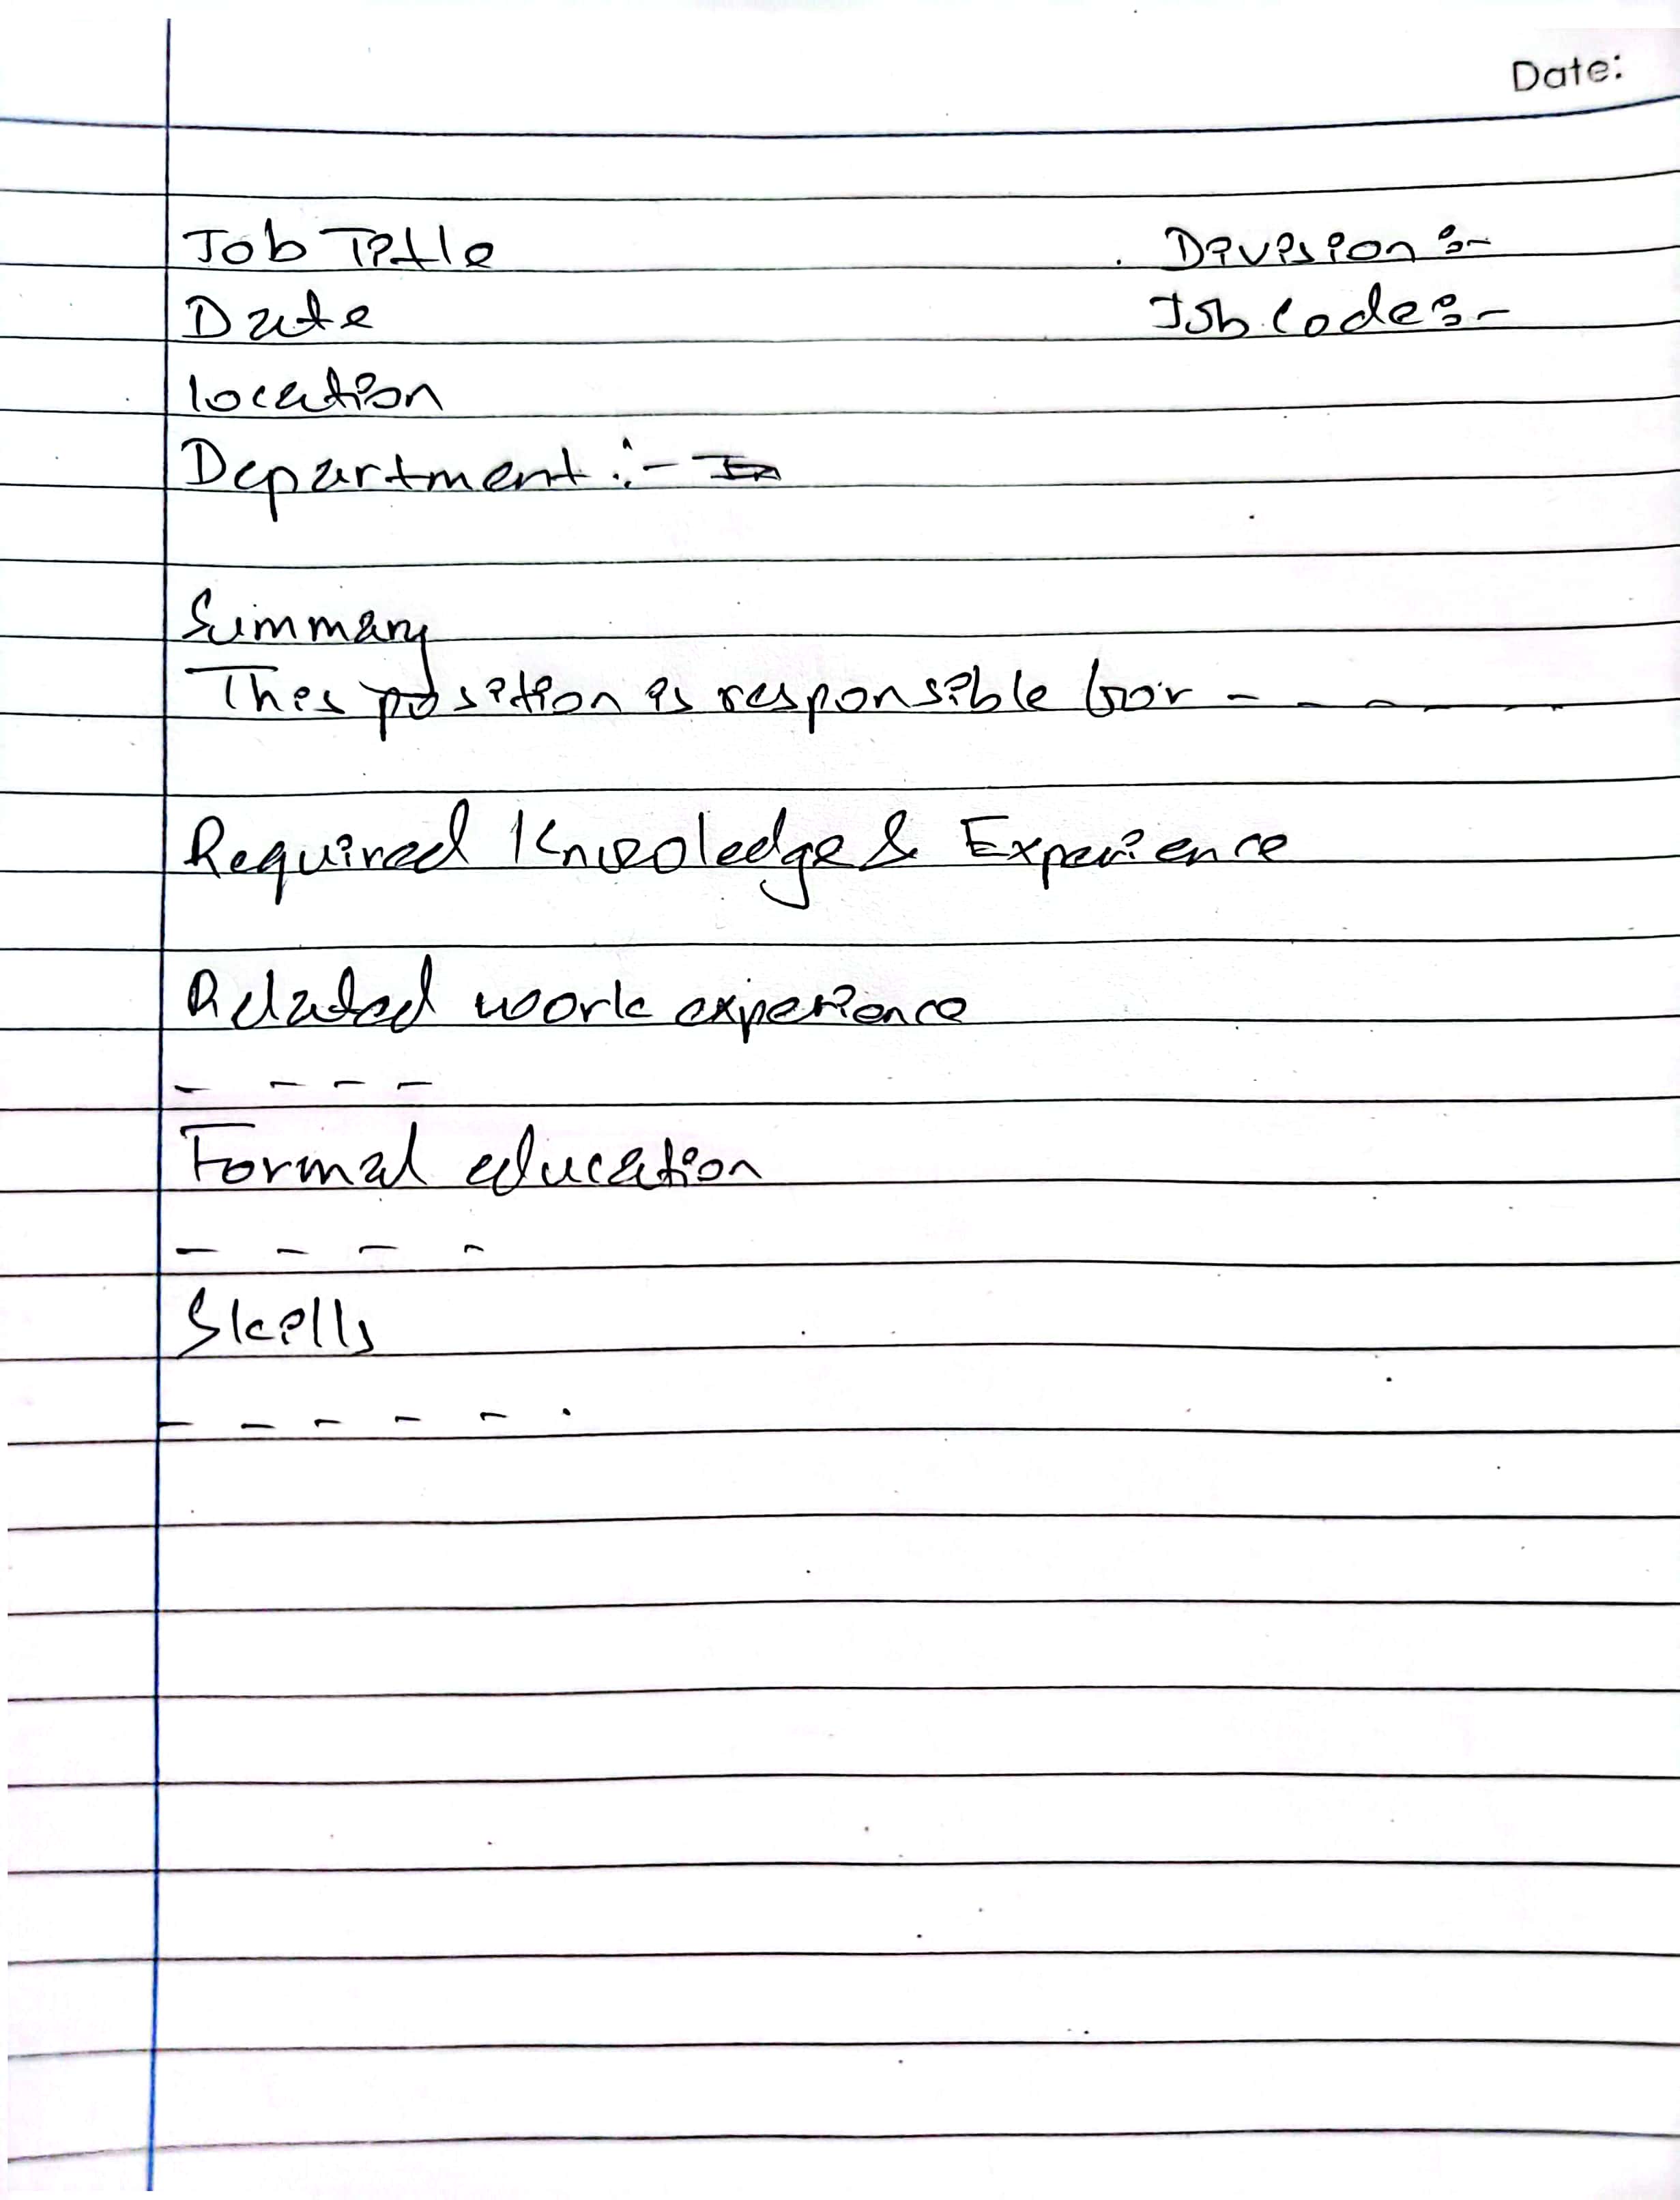 Date:
Job Title Division :-
Date Job Code :-
location
Department :-
Summary
This position is responsible for - - - - - -
Required Knowledge & Experience
Related work experience
- - - -
Formal education
- - - -
Skills
- - - - - .